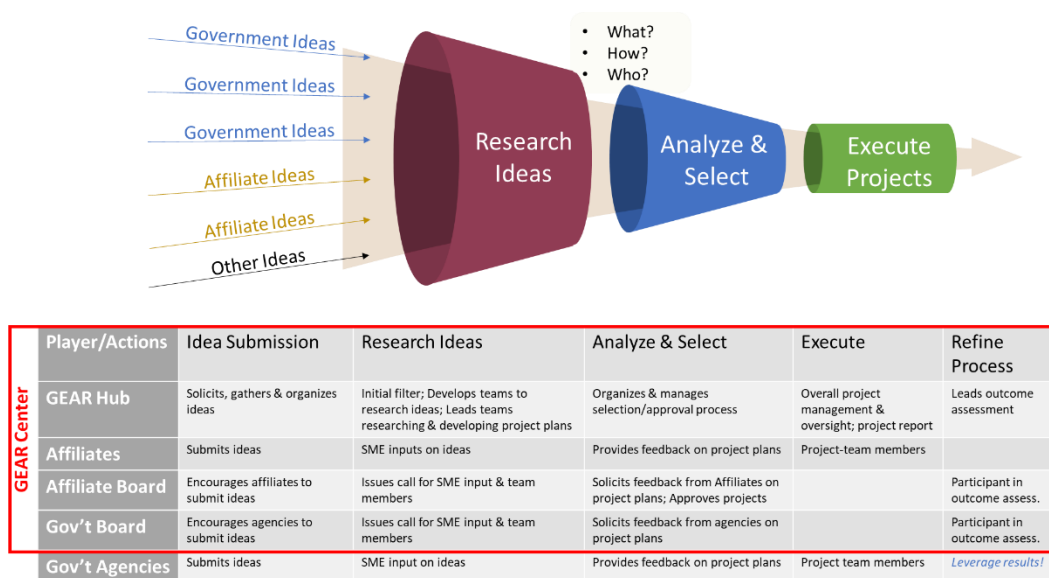 Government Ideas
Government Ideas
Government Ideas
Affiliate Ideas
Affiliate Ideas
Other Ideas
• What?
• How?
• Who?
Research
Ideas
Analyze &
Select
Execute
Projects
GEAR Center
Player/Actions
Idea Submission
Research Ideas
Analyze & Select
Execute
Refine
Process
GEAR Hub
Solicits, gathers & organizes
ideas
Initial filter; Develops teams to
research ideas; Leads teams
researching & developing project plans
Organizes & manages
selection/approval process
Overall project
management &
oversight; project report
Leads outcome
assessment
Affiliates
Submits ideas
SME inputs on ideas
Provides feedback on project plans
Project-team members
Affiliate Board
Encourages affiliates to
submit ideas
Issues call for SME input & team
members
Solicits feedback from Affiliates on
project plans; Approves projects
Participant in
outcome assess.
Gov't Board
Encourages agencies to
submit ideas
Issues call for SME input & team
members
Solicits feedback from agencies on
project plans
Participant in
outcome assess.
Gov't Agencies
Submits ideas
SME input on ideas
Provides feedback on project plans
Project team members
Leverage results!